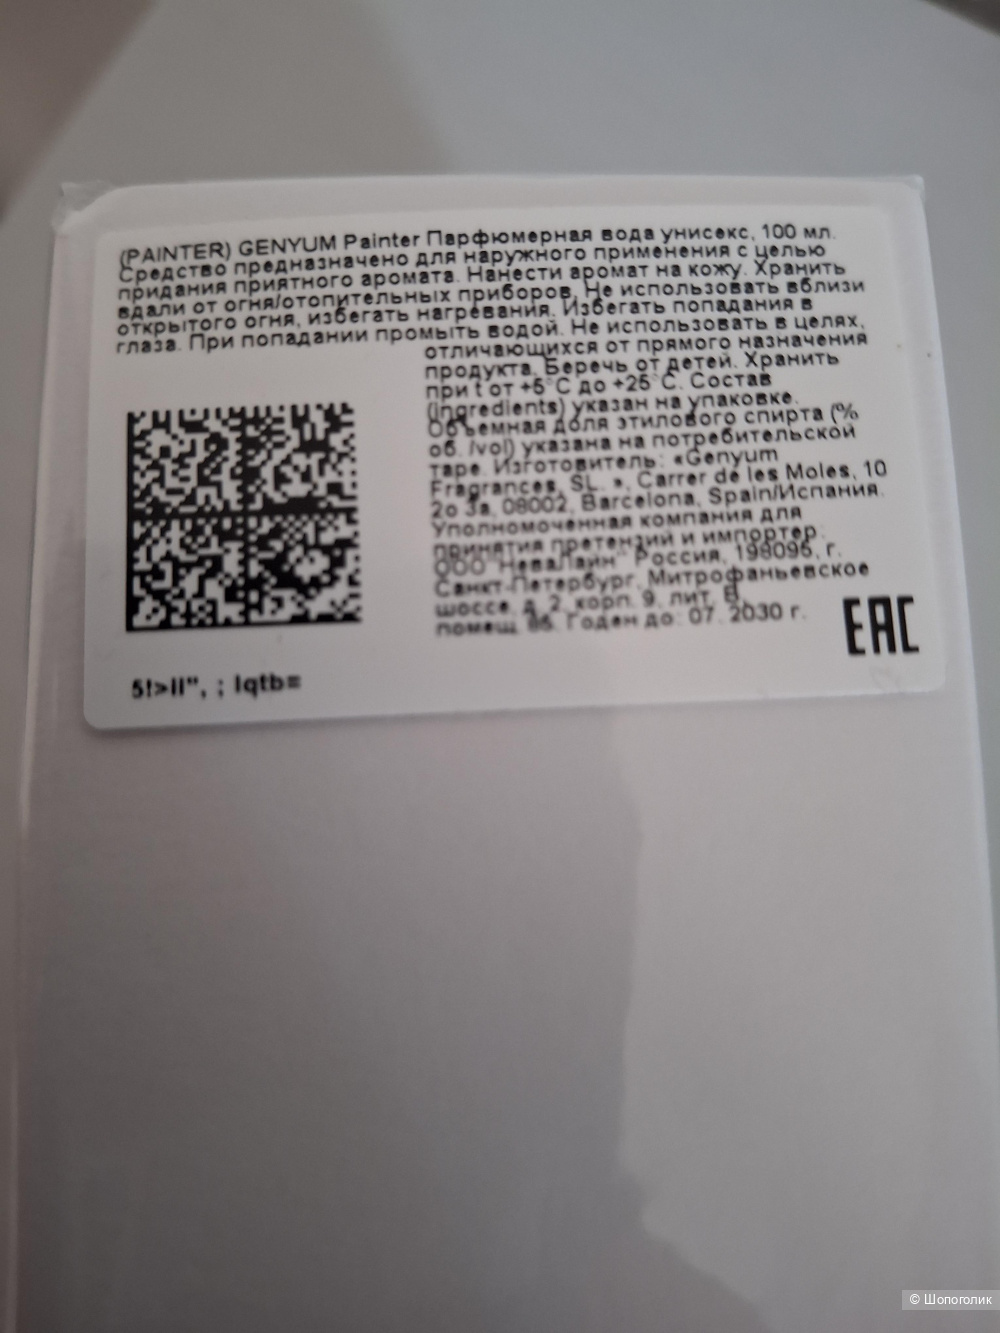 (PAINTER) GENYUM Painter Парфюмерная вода унисекс, 100 мл.
Средство предназначено для наружного применения с целью
придания приятного аромата. Нанести аромат на кожу. Хранить
вдали от огня/отопительных приборов. Не использовать вблизи
открытого огня, избегать нагревания. Избегать попадания в
глаза. При попадании промыть водой. Не использовать в целях,
отличающихся от прямого назначения
продукта. Беречь от детей. Хранить
при t от +5°C до +25°C. Состав
(ingredients) указан на упаковке.
Объемная доля этилового спирта (%
об. /vol) указана на потребительской
таре. Изготовитель: «Genyum
Fragrances, SL. », Carrer de les Moles, 10
2o 3a, 08002, Barcelona, Spain/Испания.
Уполномоченная компания для
принятия претензий и импортер:
ООО "НеваЛайн" Россия, 198095, г.
Санкт-Петербург, Митрофаньевское
шоссе, д. 2, корп. 9, лит. В,
помещ. 85. Годен до: 07. 2030 г.
EAC
© Шопоголик